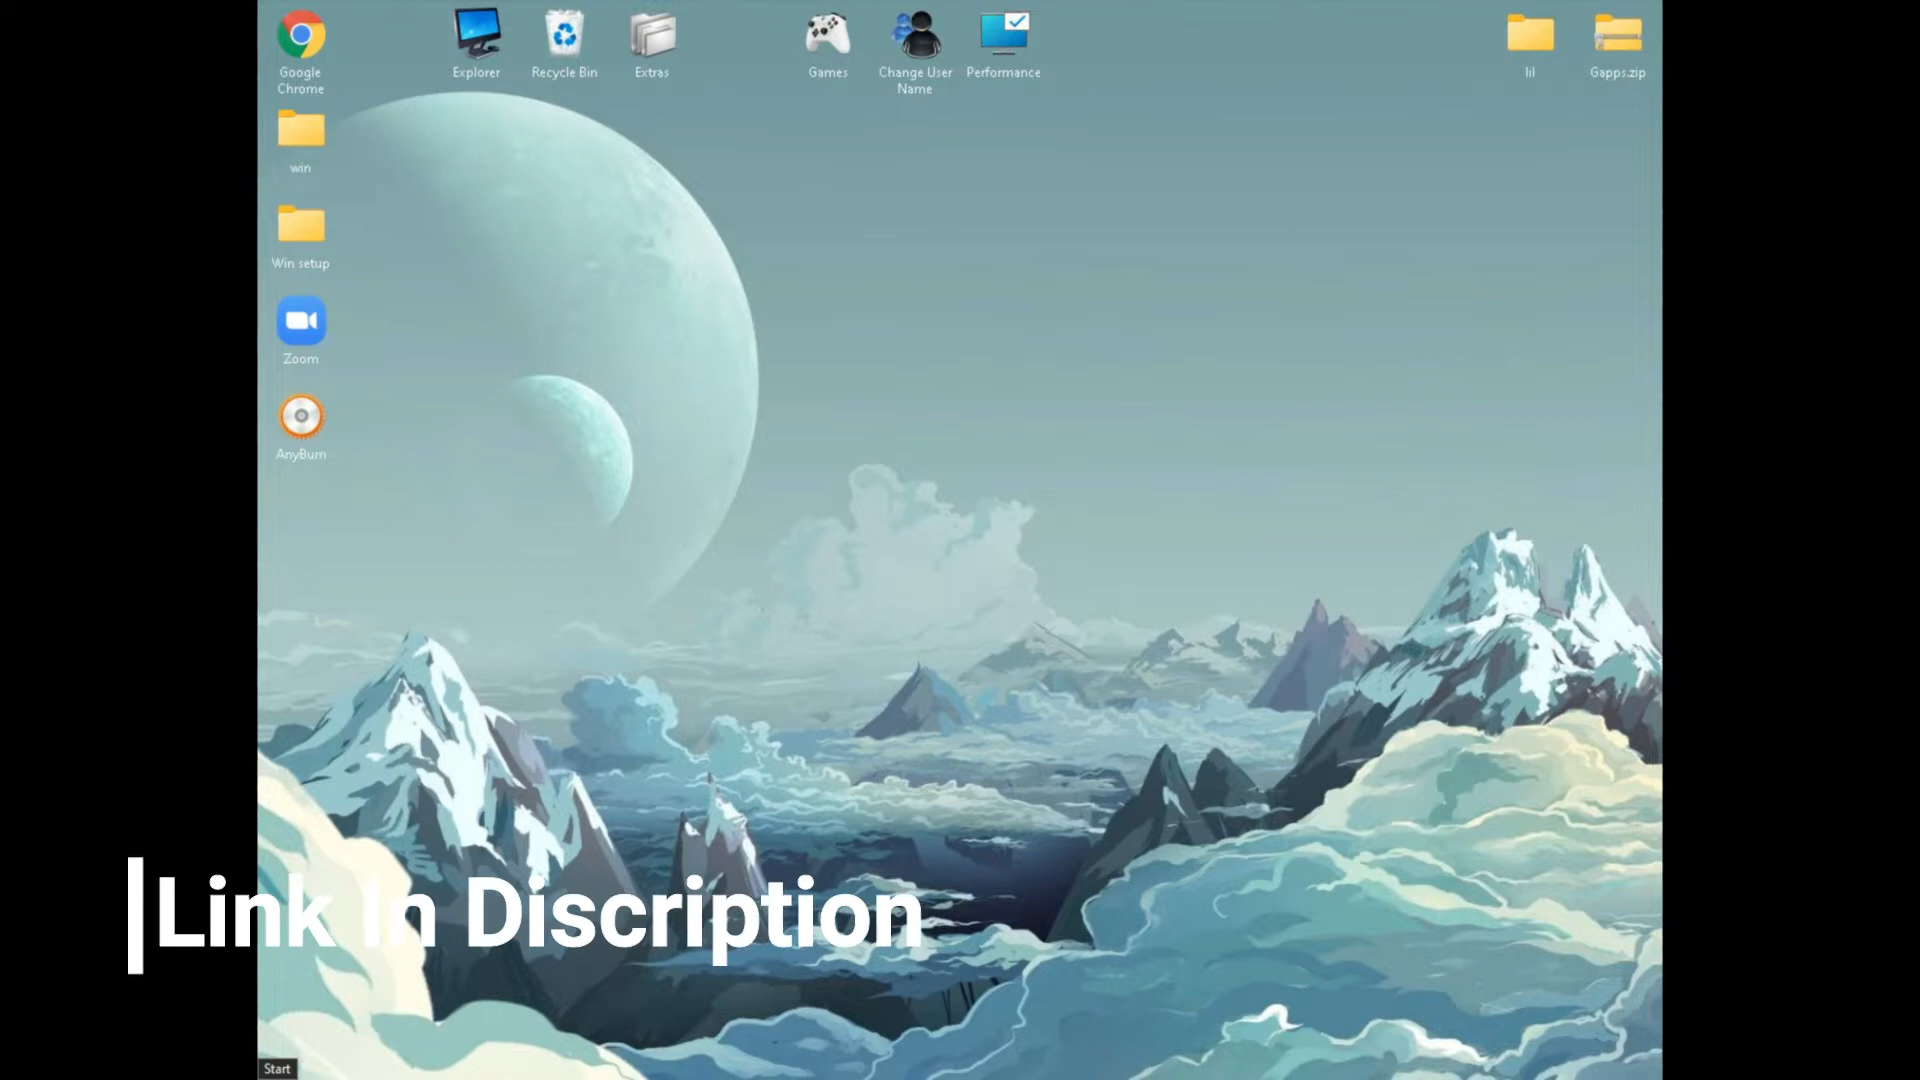 Google
Chrome
Explorer
Recycle Bin
Extras
Games
Change User
Name
Performance
lil
Gapps.zip
win
Win setup
Zoom
AnyBurn
Link In Discription
Start